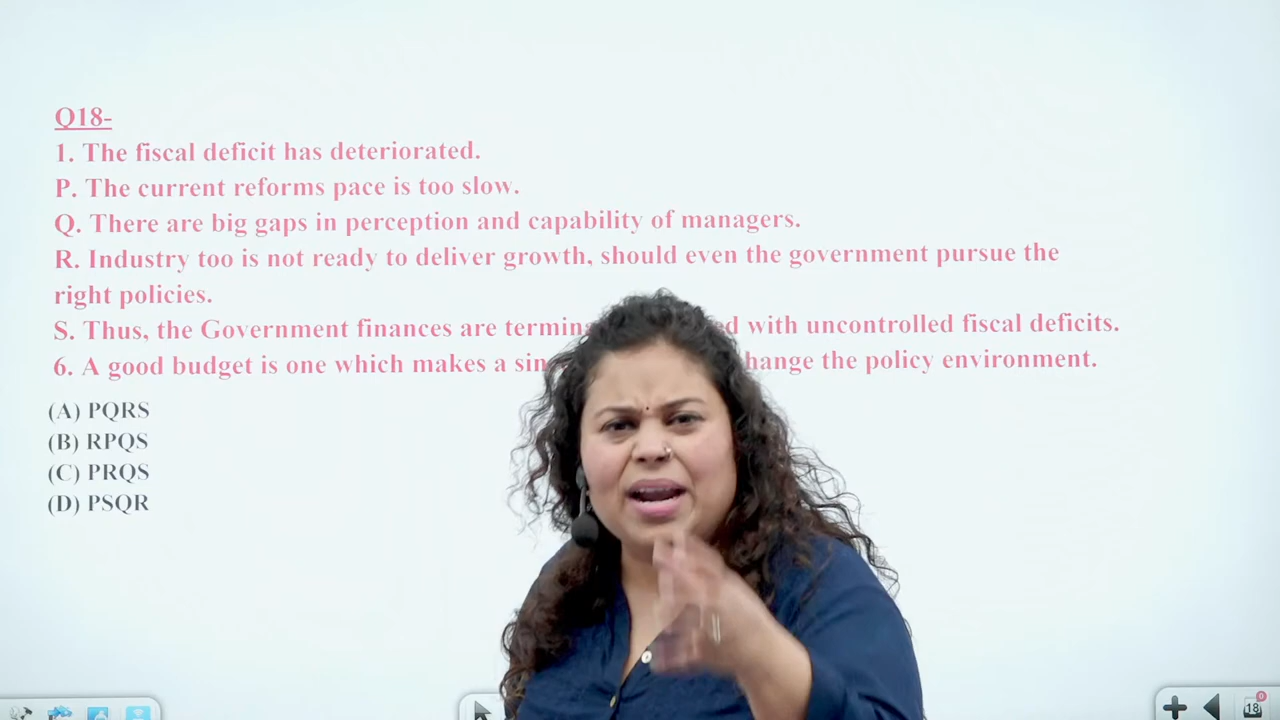 Q18-
1. The fiscal deficit has deteriorated.
P. The current reforms pace is too slow.
Q. There are big gaps in perception and capability of managers.
R. Industry too is not ready to deliver growth, should even the government pursue the
right policies.
S. Thus, the Government finances are with uncontrolled fiscal deficits.
6. A good budget is one which makes a the policy environment.
(A) PQRS
(B) RPQS
(C) PRQS
(D) PSQR
18
0